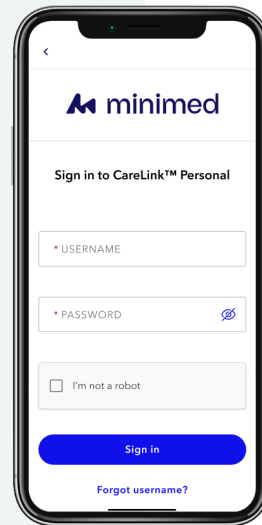 minimed
Sign in to CareLink™ Personal
* USERNAME
* PASSWORD
I'm not a robot
Sign in
Forgot username?